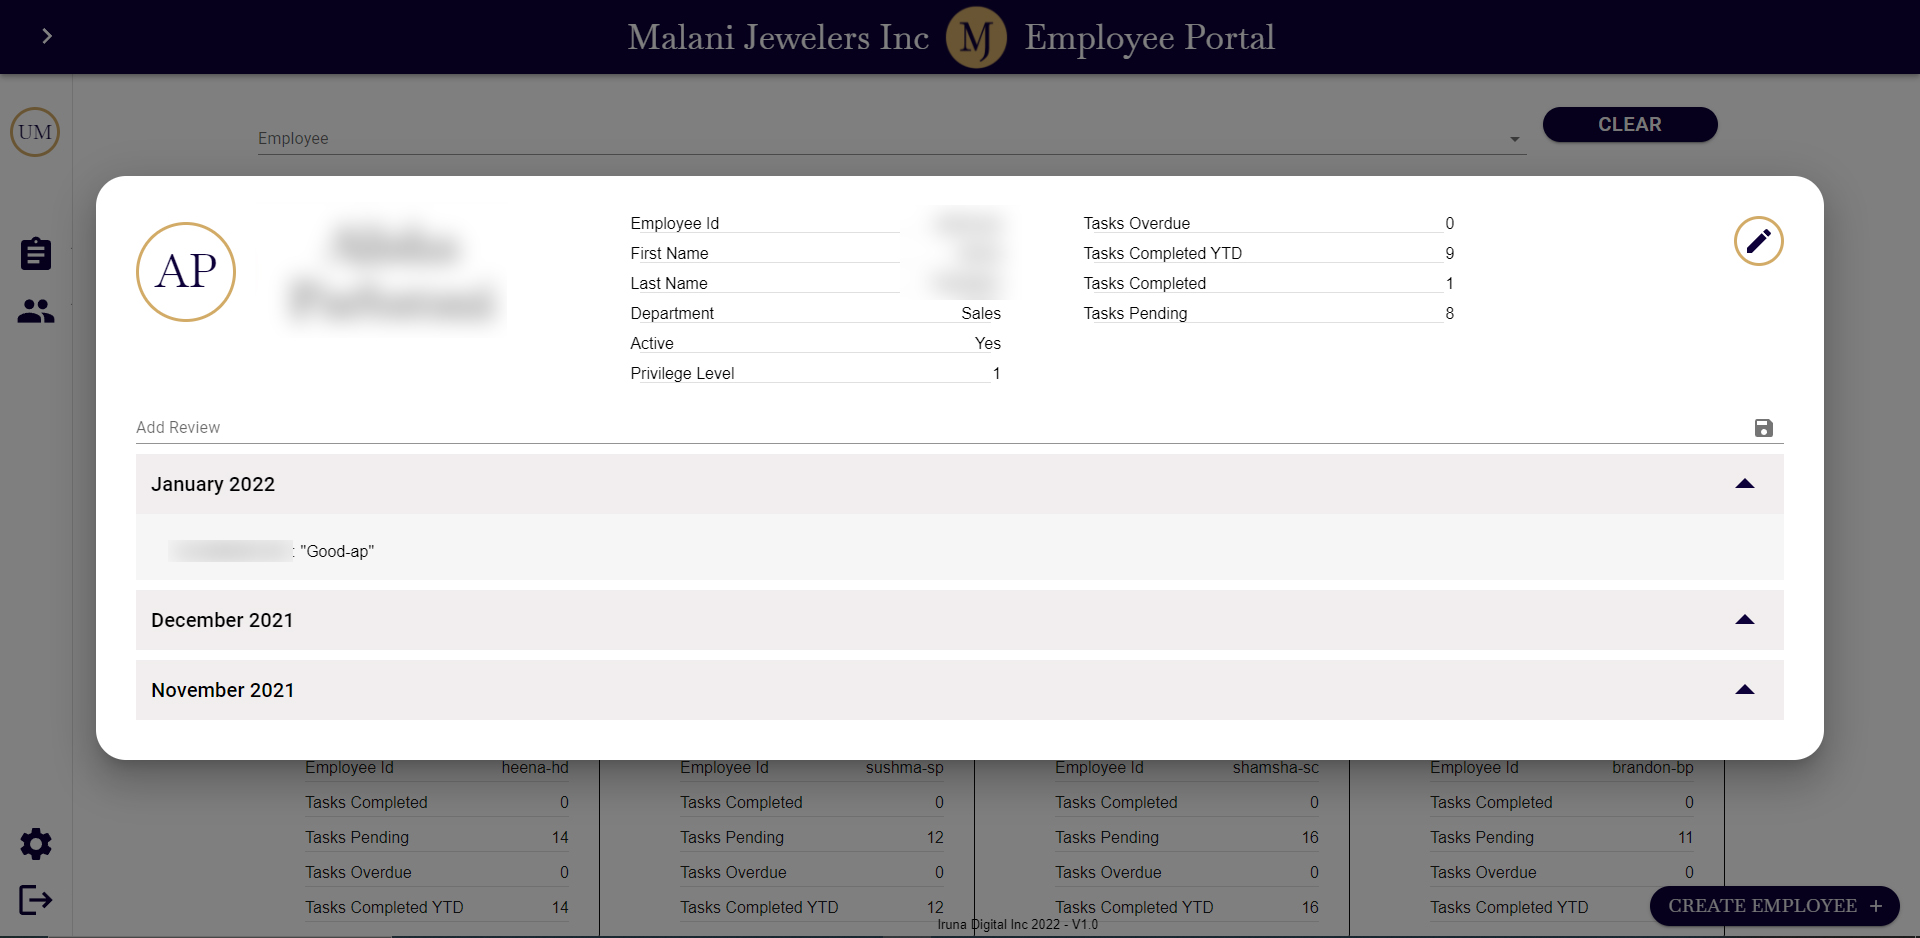 Malani Jewelers Inc MJ Employee Portal
UM
Employee
CLEAR
AP
Employee Id
First Name
Last Name
Department Sales
Active Yes
Privilege Level 1
Tasks Overdue 0
Tasks Completed YTD 9
Tasks Completed 1
Tasks Pending 8
Add Review
January 2022
: "Good-ap"
December 2021
November 2021
Employee Id heena-hd
Tasks Completed 0
Tasks Pending 14
Tasks Overdue 0
Tasks Completed YTD 14
Employee Id sushma-sp
Tasks Completed 0
Tasks Pending 12
Tasks Overdue 0
Tasks Completed YTD 12
Employee Id shamsha-sc
Tasks Completed 0
Tasks Pending 16
Tasks Overdue 0
Tasks Completed YTD 16
Employee Id brandon-bp
Tasks Completed 0
Tasks Pending 11
Tasks Overdue 0
Tasks Completed YTD
CREATE EMPLOYEE +
Iruna Digital Inc 2022 - V1.0